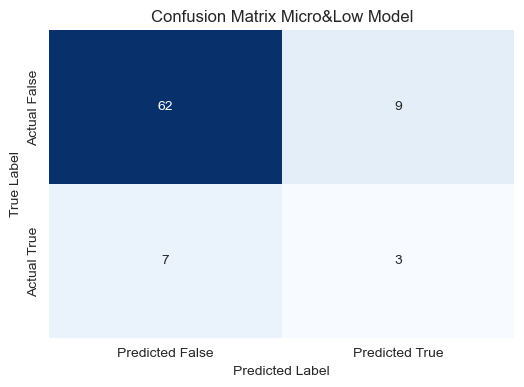 Confusion Matrix Micro&Low Model
True Label
Actual False
62
9
Actual True
7
3
Predicted False
Predicted True
Predicted Label